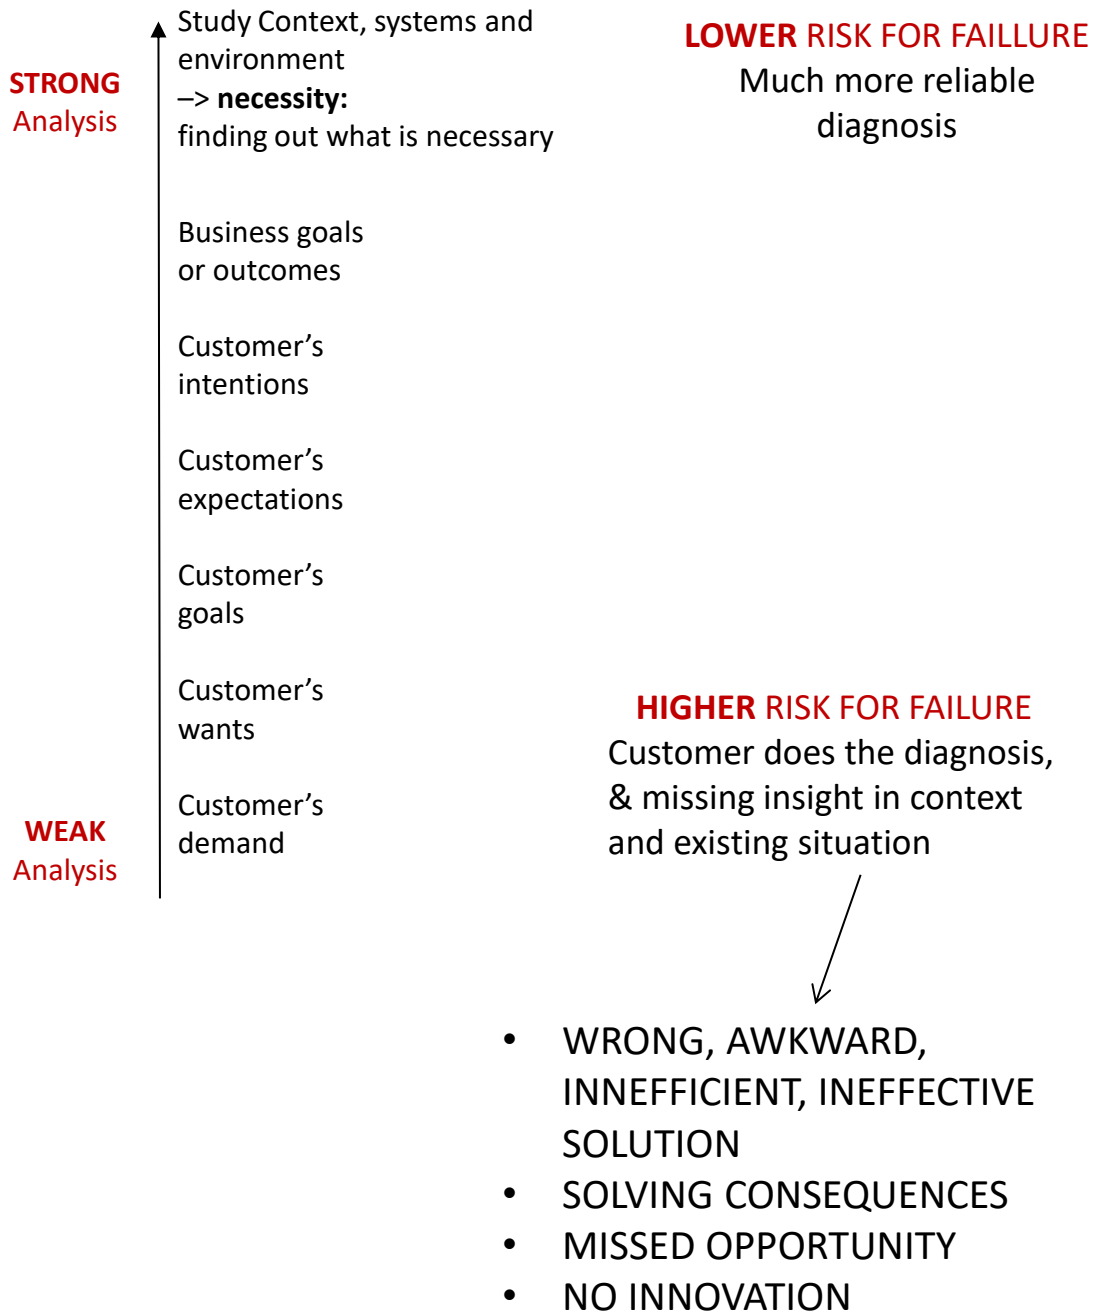 STRONG
Analysis
Study Context, systems and
environment
–> necessity:
finding out what is necessary
LOWER RISK FOR FAILLURE
Much more reliable
diagnosis
Business goals
or outcomes
Customer’s
intentions
Customer’s
expectations
Customer’s
goals
Customer’s
wants
Customer’s
demand
WEAK
Analysis
HIGHER RISK FOR FAILURE
Customer does the diagnosis,
& missing insight in context
and existing situation
• WRONG, AWKWARD,
INNEFFICIENT, INEFFECTIVE
SOLUTION
• SOLVING CONSEQUENCES
• MISSED OPPORTUNITY
• NO INNOVATION